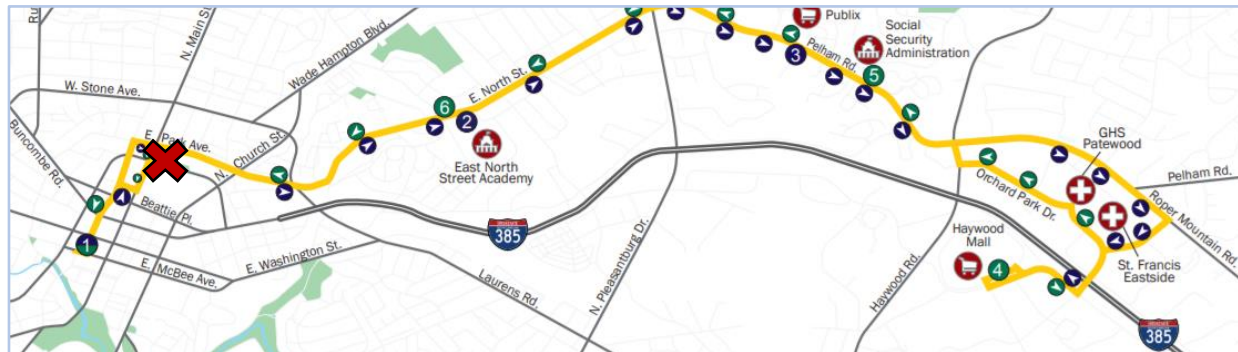 Ru
N. Main St.
Wade Hampton Blvd.
Publix
Social
Security
Administration
3
Pelham Rd.
5
W. Stone Ave.
E. North St.
6
2
Buncombe Rd.
E. Park Ave.
N. Church St.
East North
Street Academy
GHS
Patewood
Pelham Rd.
Orchard Park Dr.
Roper Mountain Rd.
Beattie Pl.
1
E. McBee Ave.
E. Washington St.
INTERSTATE
385
Laurens Rd.
N. Pleasantburg Dr.
Haywood Rd.
Haywood
Mall
4
St. Francis
Eastside
INTERSTATE
385